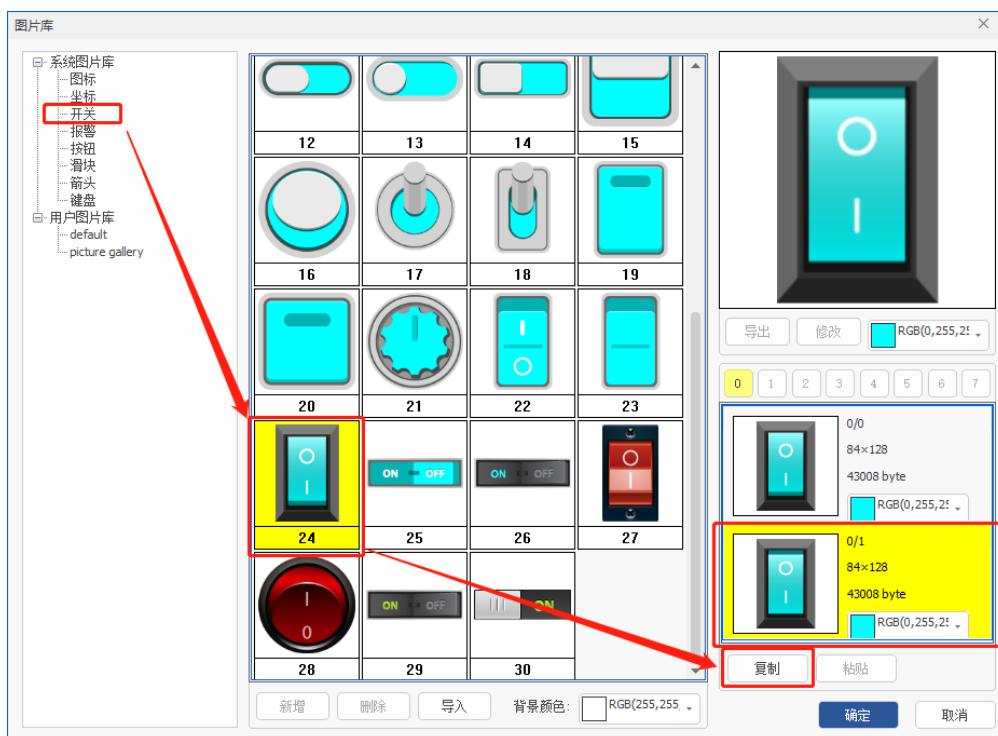 图片库
系统图片库
图标
坐标
开关
报警
按钮
滑块
箭头
键盘
用户图片库
default
picture gallery
12 13 14 15
16 17 18 19
20 21 22 23
ON OFF ON OFF
24 25 26 27
ON OFF ON
28 29 30
新增 删除 导入 背景颜色: RGB(255,255,
导出 修改 RGB(0,255,25
0 1 2 3 4 5 6 7
0/0
84×128
43008 byte
RGB(0,255,25
0/1
84×128
43008 byte
RGB(0,255,25
复制 粘贴
确定 取消